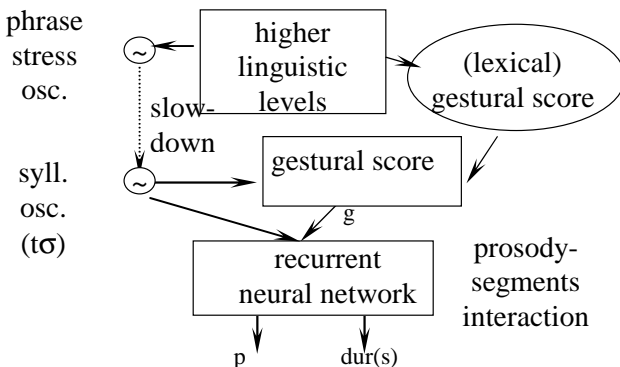 phrase
stress
osc.
~
higher
linguistic
levels
(lexical)
gestural score
slow-
down
syll.
osc.
(tσ)
~
gestural score
g
recurrent
neural network
prosody-
segments
interaction
p
dur(s)